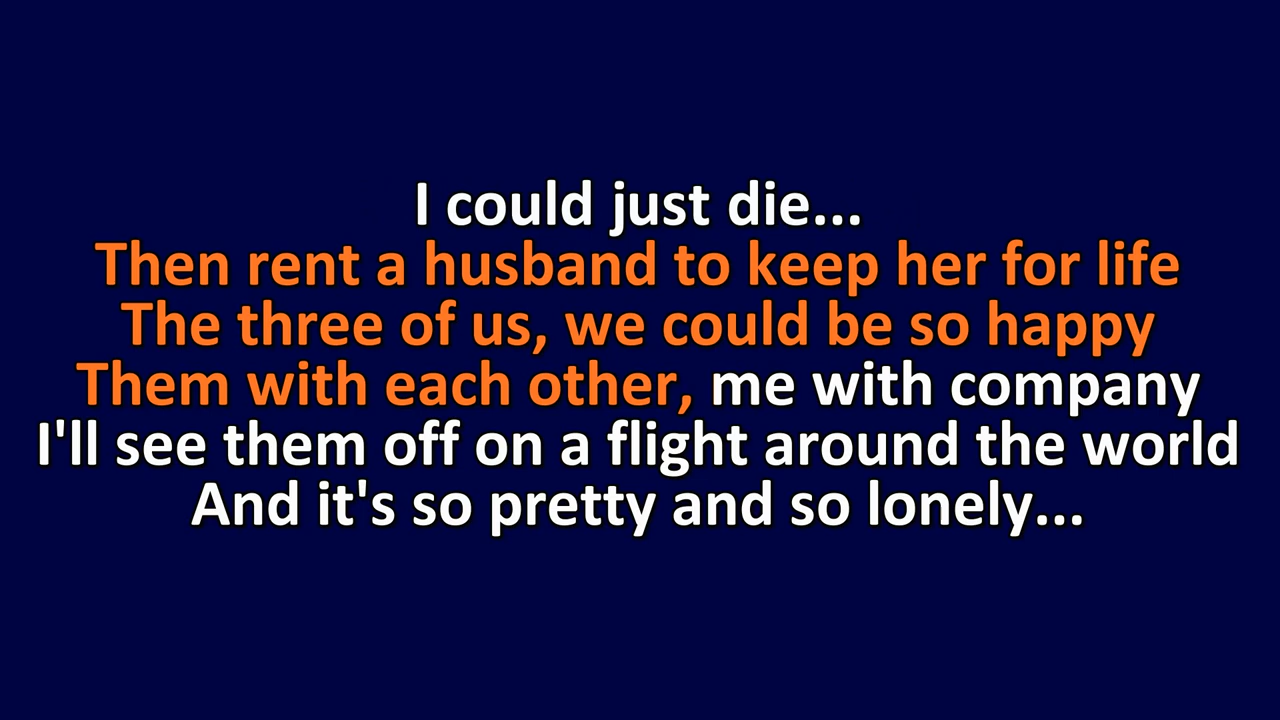 I could just die...
Then rent a husband to keep her for life
The three of us, we could be so happy
Them with each other, me with company
I'll see them off on a flight around the world
And it's so pretty and so lonely...